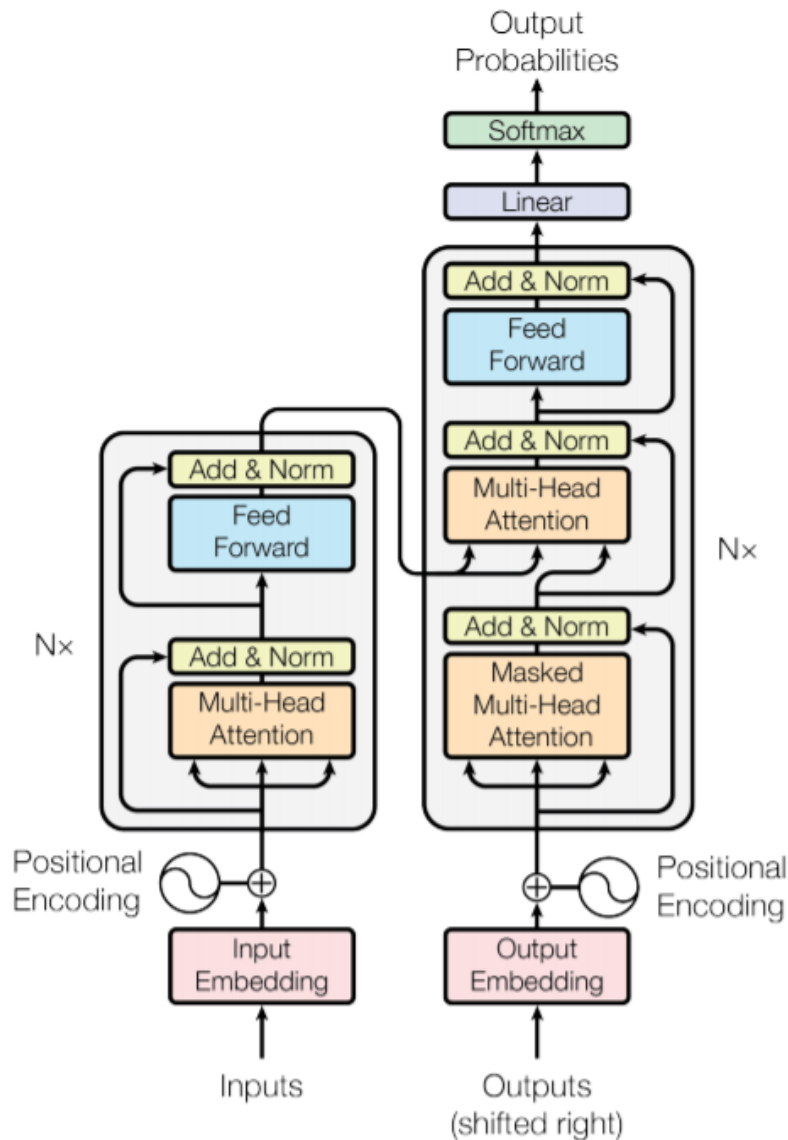 Output
Probabilities
Softmax
Linear
Add & Norm
Feed
Forward
Add & Norm
Multi-Head
Attention
Nx
Add & Norm
Masked
Multi-Head
Attention
Add & Norm
Feed
Forward
Nx
Add & Norm
Multi-Head
Attention
Positional
Encoding
Positional
Encoding
Input
Embedding
Output
Embedding
Inputs
Outputs
(shifted right)